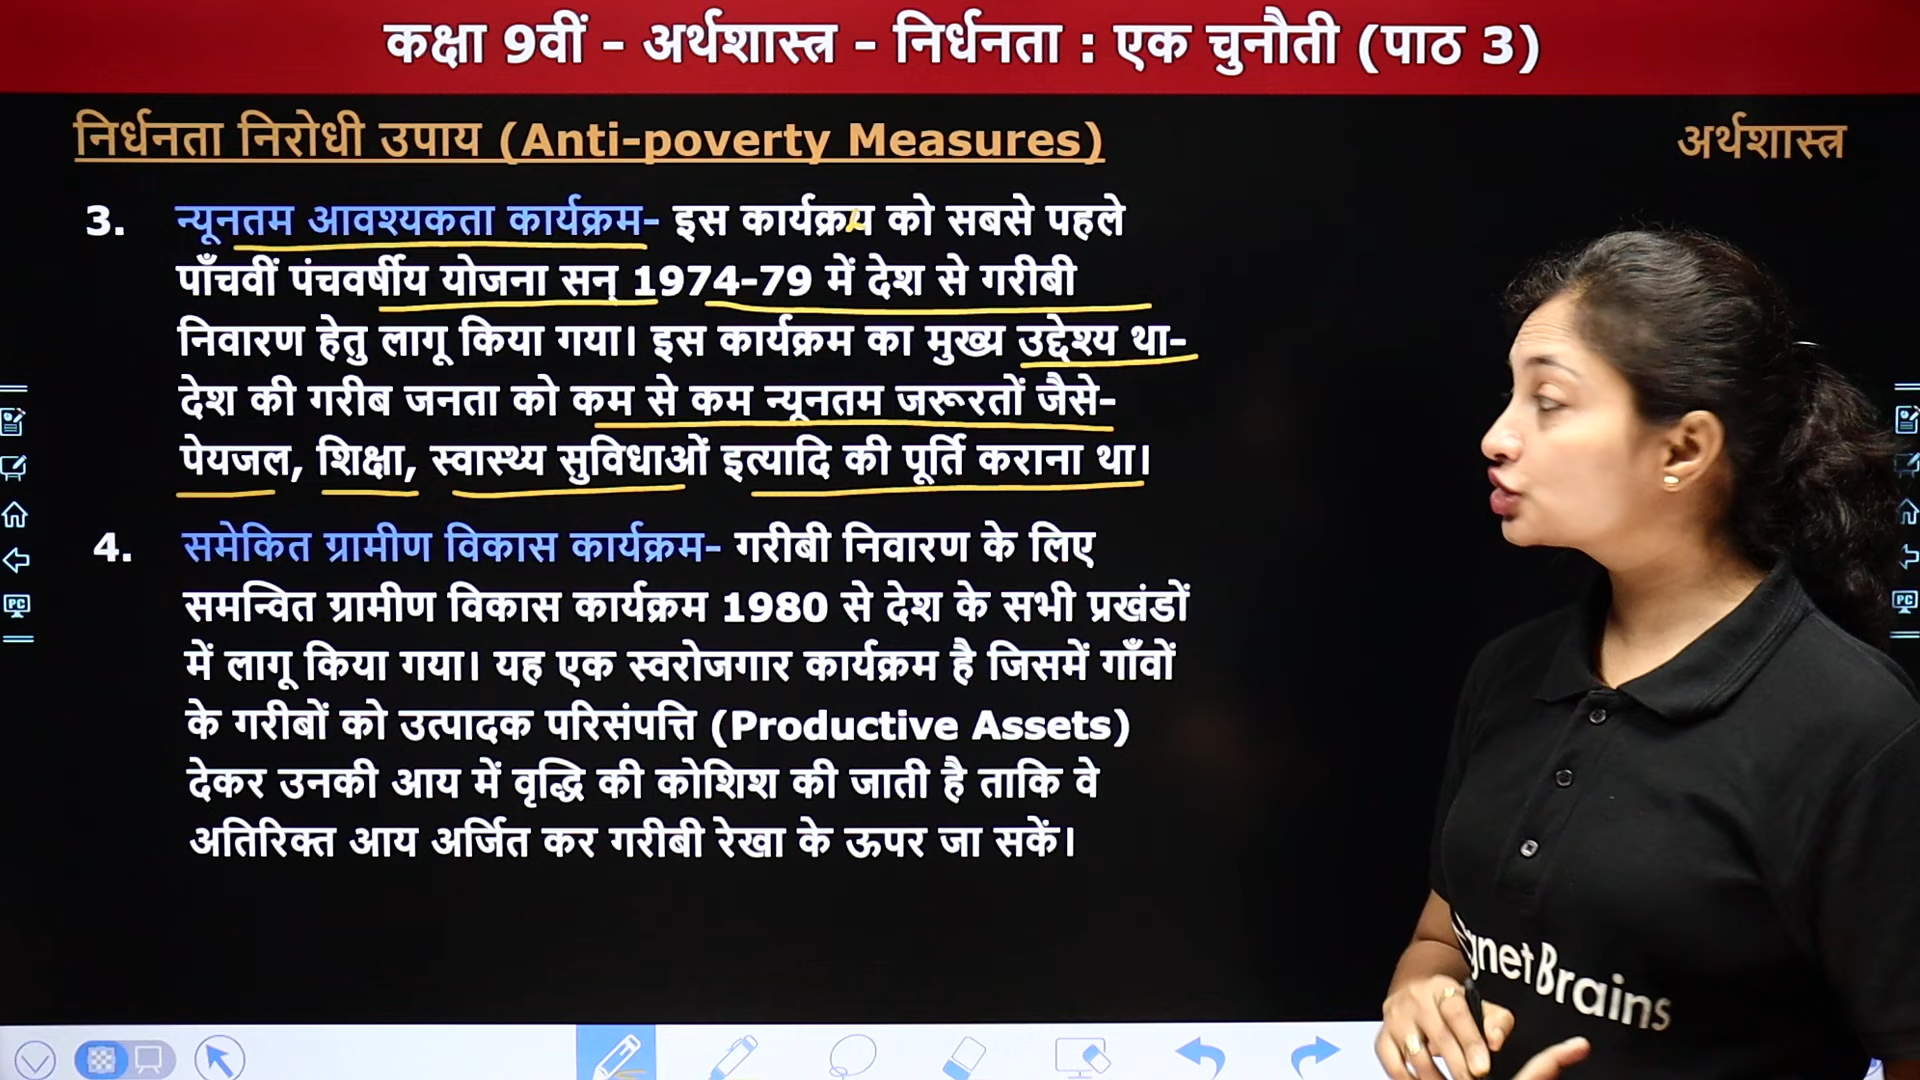 कक्षा 9वीं - अर्थशास्त्र - निर्धनता : एक चुनौती (पाठ 3)
निर्धनता निरोधी उपाय (Anti-poverty Measures)
अर्थशास्त्र
3. न्यूनतम आवश्यकता कार्यक्रम- इस कार्यक्रम को सबसे पहले
पाँचवीं पंचवर्षीय योजना सन् 1974-79 में देश से गरीबी
निवारण हेतु लागू किया गया। इस कार्यक्रम का मुख्य उद्देश्य था-
देश की गरीब जनता को कम से कम न्यूनतम जरूरतों जैसे-
पेयजल, शिक्षा, स्वास्थ्य सुविधाओं इत्यादि की पूर्ति कराना था।
4. समेकित ग्रामीण विकास कार्यक्रम- गरीबी निवारण के लिए
समन्वित ग्रामीण विकास कार्यक्रम 1980 से देश के सभी प्रखंडों
में लागू किया गया। यह एक स्वरोजगार कार्यक्रम है जिसमें गाँवों
के गरीबों को उत्पादक परिसंपत्ति (Productive Assets)
देकर उनकी आय में वृद्धि की कोशिश की जाती है ताकि वे
अतिरिक्त आय अर्जित कर गरीबी रेखा के ऊपर जा सकें।
PC
PC
gnetBrains